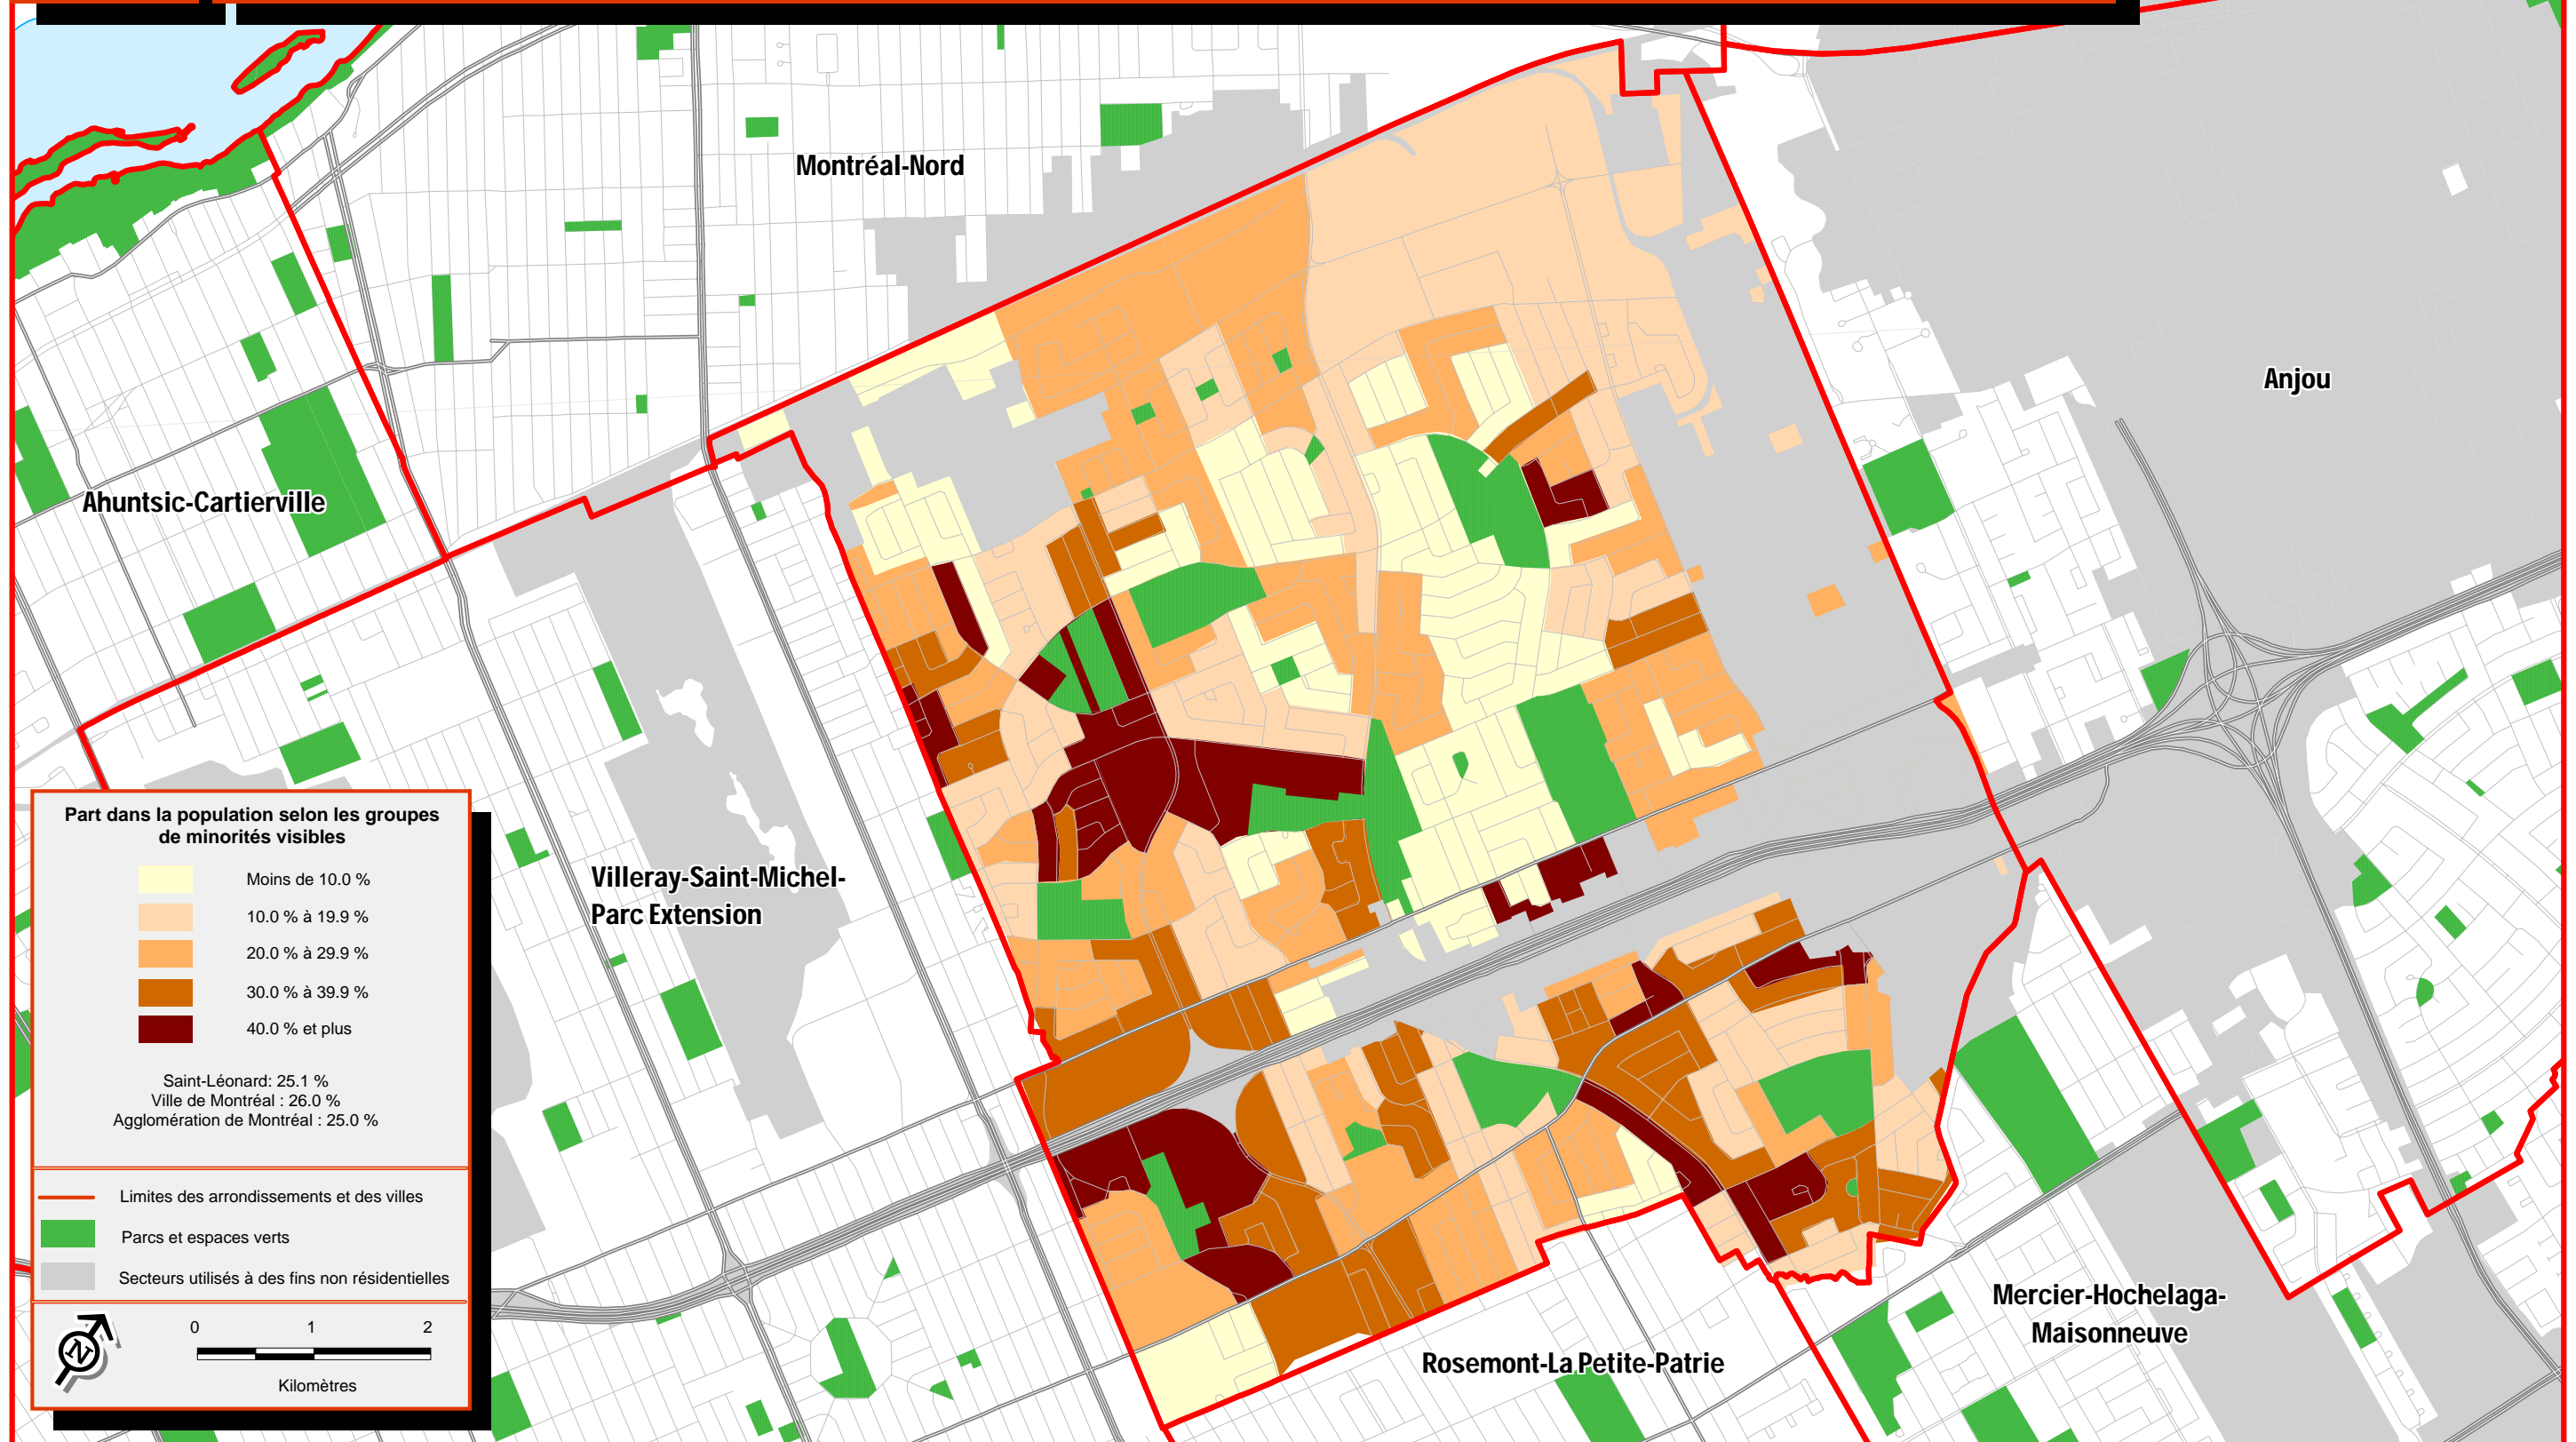 Montréal-Nord
Anjou
Ahuntsic-Cartierville
Villeray-Saint-Michel-
Parc Extension
Mercier-Hochelaga-
Maisonneuve
Rosemont-La Petite-Patrie
Part dans la population selon les groupes
de minorités visibles
Moins de 10.0 %
10.0 % à 19.9 %
20.0 % à 29.9 %
30.0 % à 39.9 %
40.0 % et plus
Saint-Léonard: 25.1 %
Ville de Montréal : 26.0 %
Agglomération de Montréal : 25.0 %
Limites des arrondissements et des villes
Parcs et espaces verts
Secteurs utilisés à des fins non résidentielles
N
0 1 2
Kilomètres